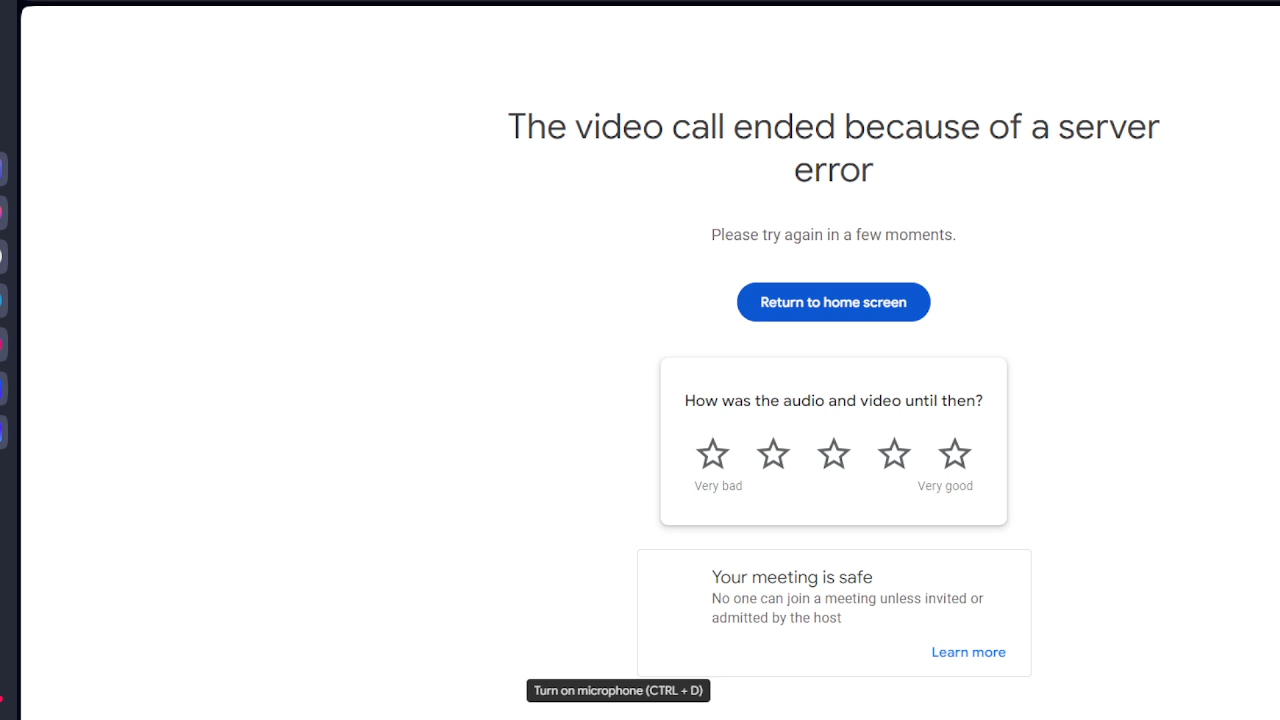 The video call ended because of a server
error
Please try again in a few moments.
Return to home screen
How was the audio and video until then?
Very bad
Very good
Your meeting is safe
No one can join a meeting unless invited or
admitted by the host
Learn more
Turn on microphone (CTRL + D)